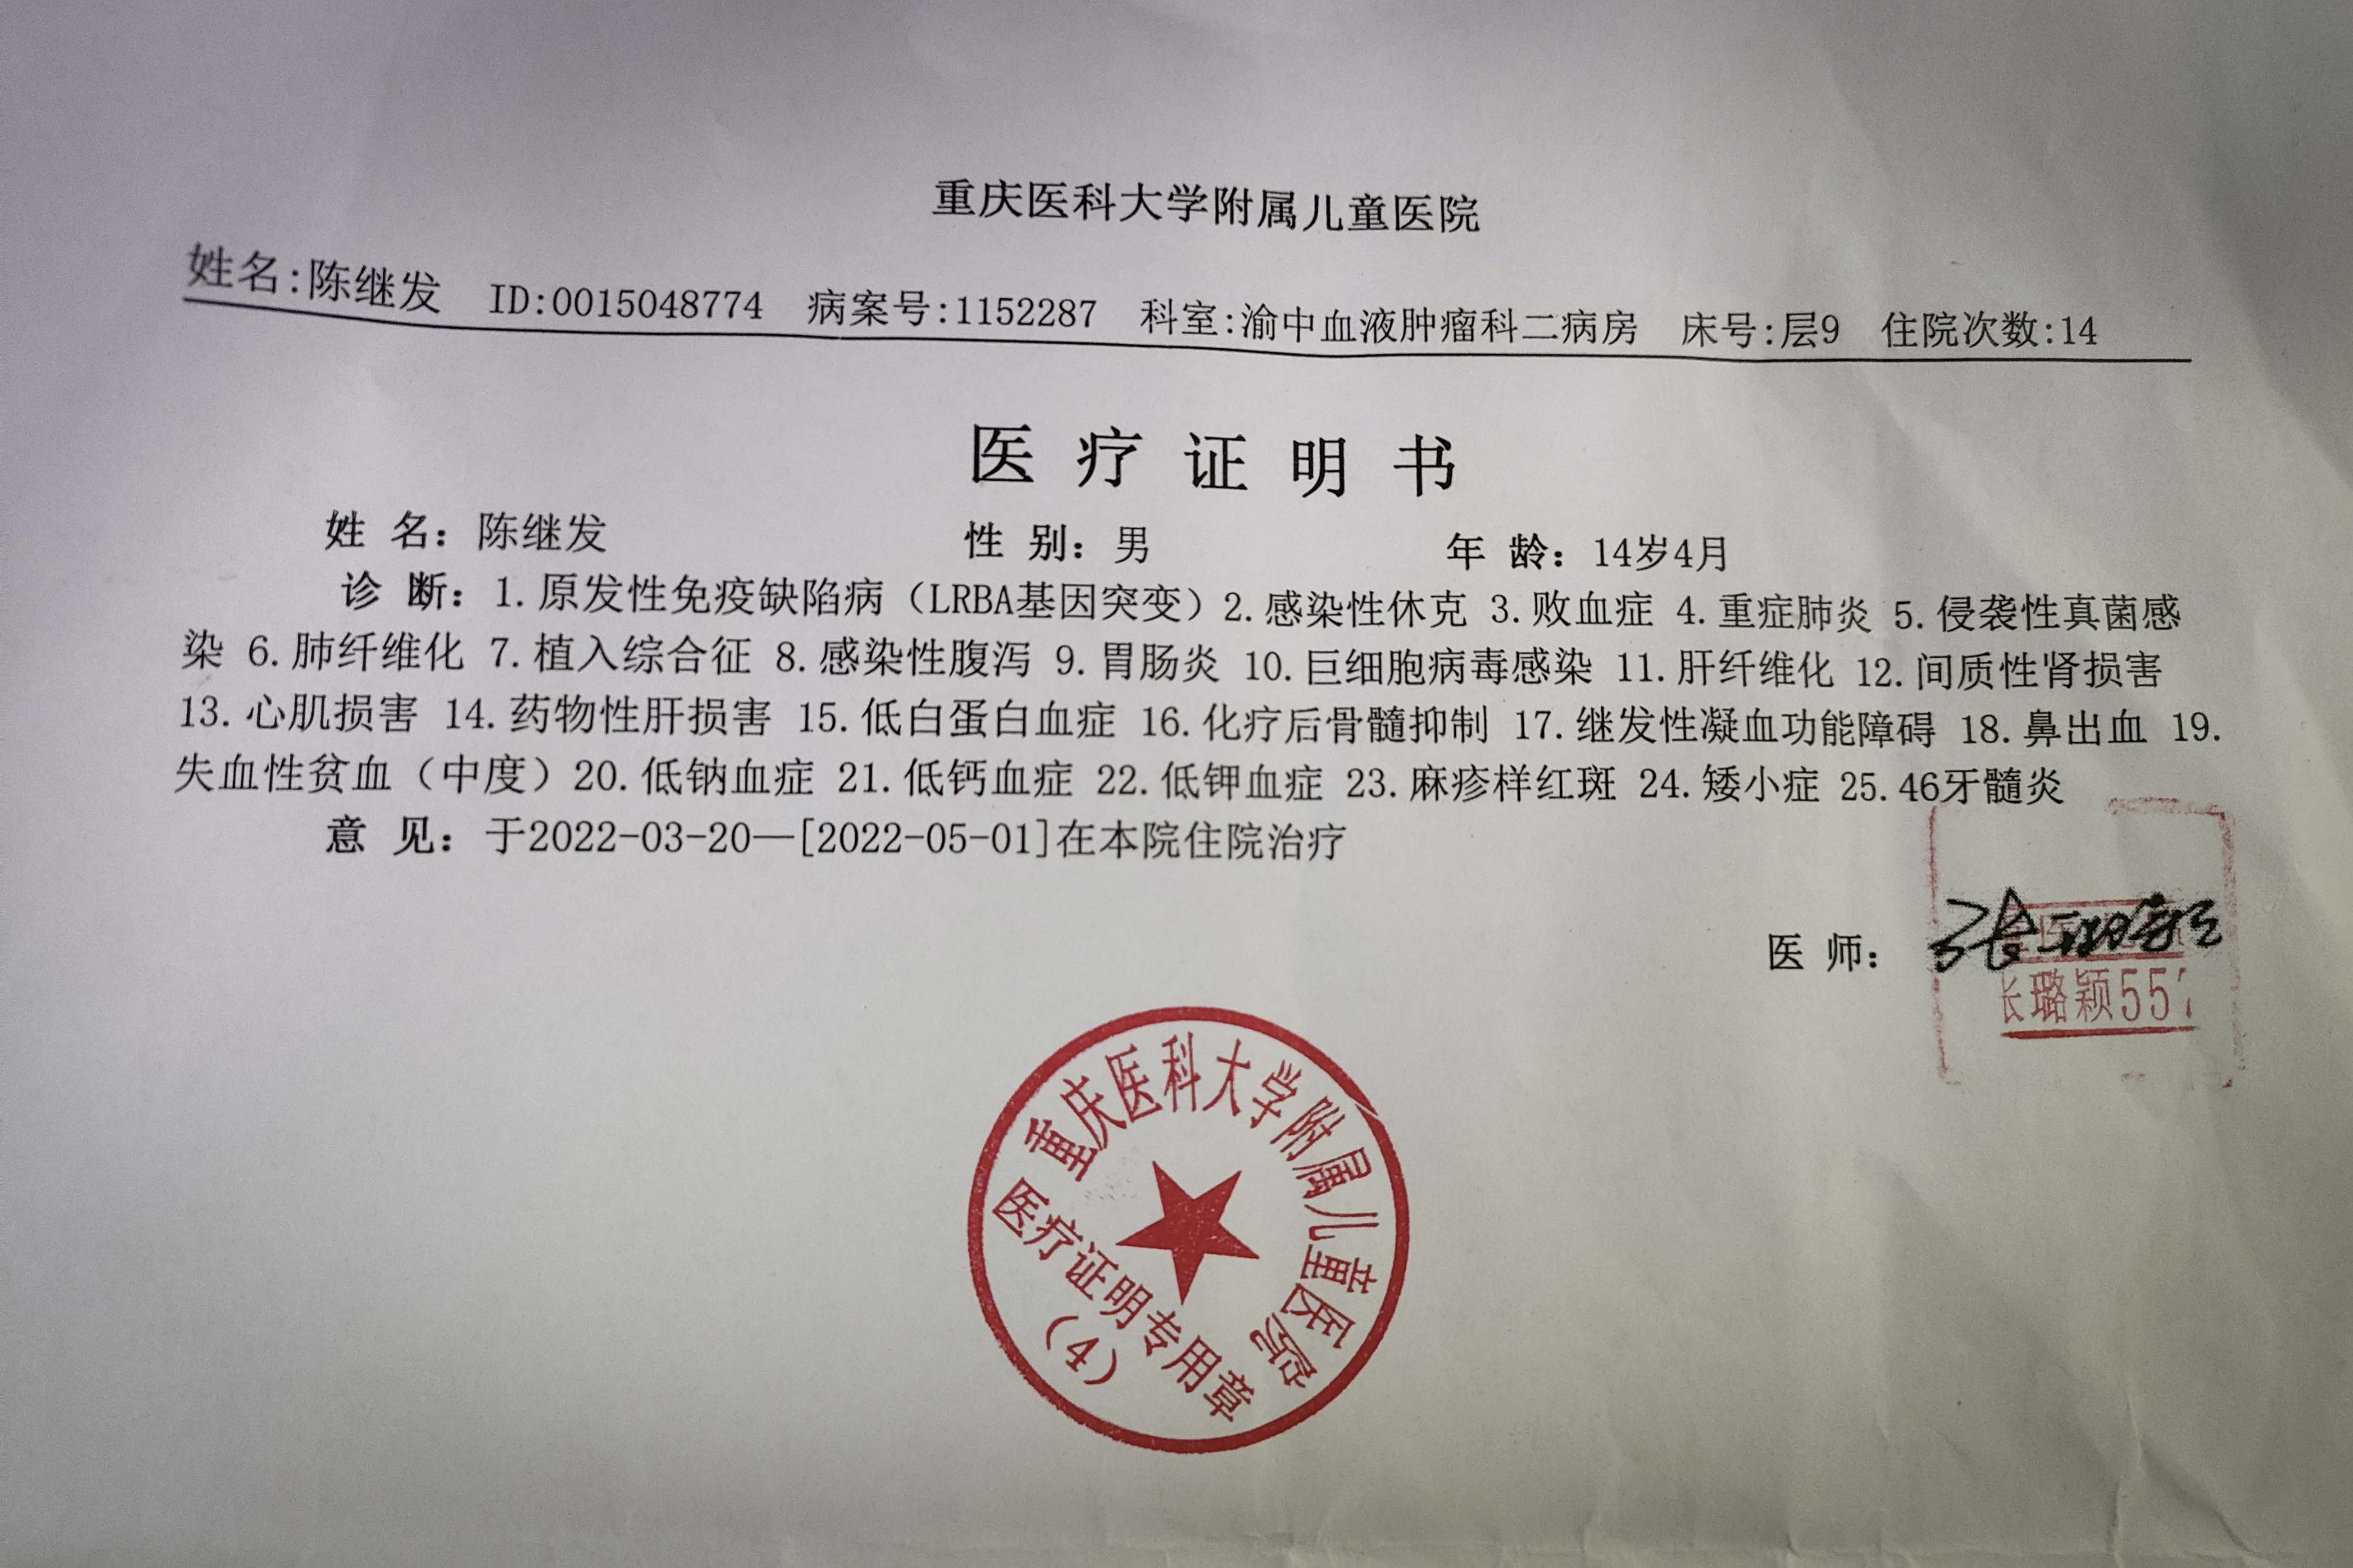 重庆医科大学附属儿童医院
姓名:陈继发 ID:0015048774 病案号:1152287 科室:渝中血液肿瘤科二病房 床号:层9 住院次数:14
医疗证明书
姓 名：陈继发 性 别：男 年 龄：14岁4月
诊 断：1.原发性免疫缺陷病（LRBA基因突变）2.感染性休克 3.败血症 4.重症肺炎 5.侵袭性真菌感
染 6.肺纤维化 7.植入综合征 8.感染性腹泻 9.胃肠炎 10.巨细胞病毒感染 11.肝纤维化 12.间质性肾损害
13.心肌损害 14.药物性肝损害 15.低白蛋白血症 16.化疗后骨髓抑制 17.继发性凝血功能障碍 18.鼻出血 19.
失血性贫血（中度）20.低钠血症 21.低钙血症 22.低钾血症 23.麻疹样红斑 24.矮小症 25.46牙髓炎
意 见：于2022-03-20—[2022-05-01]在本院住院治疗
医 师：
璐颖557
重庆医科大学附属儿童医院
医疗证明专用章
(4)